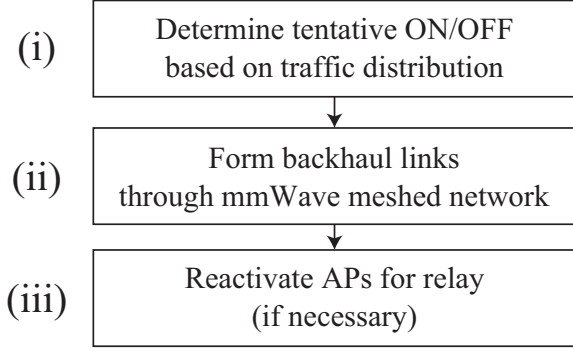 (i)
Determine tentative ON/OFF
based on traffic distribution
(ii)
Form backhaul links
through mmWave meshed network
(iii)
Reactivate APs for relay
(if necessary)